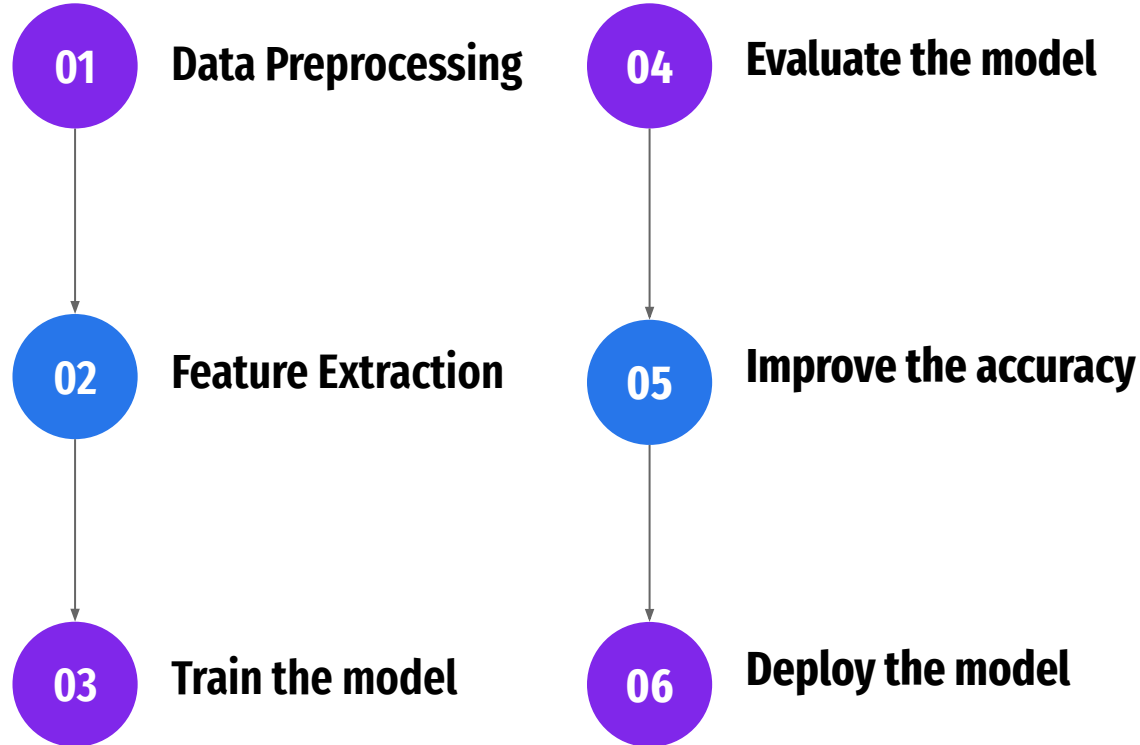 01 Data Preprocessing
02 Feature Extraction
03 Train the model
04 Evaluate the model
05 Improve the accuracy
06 Deploy the model